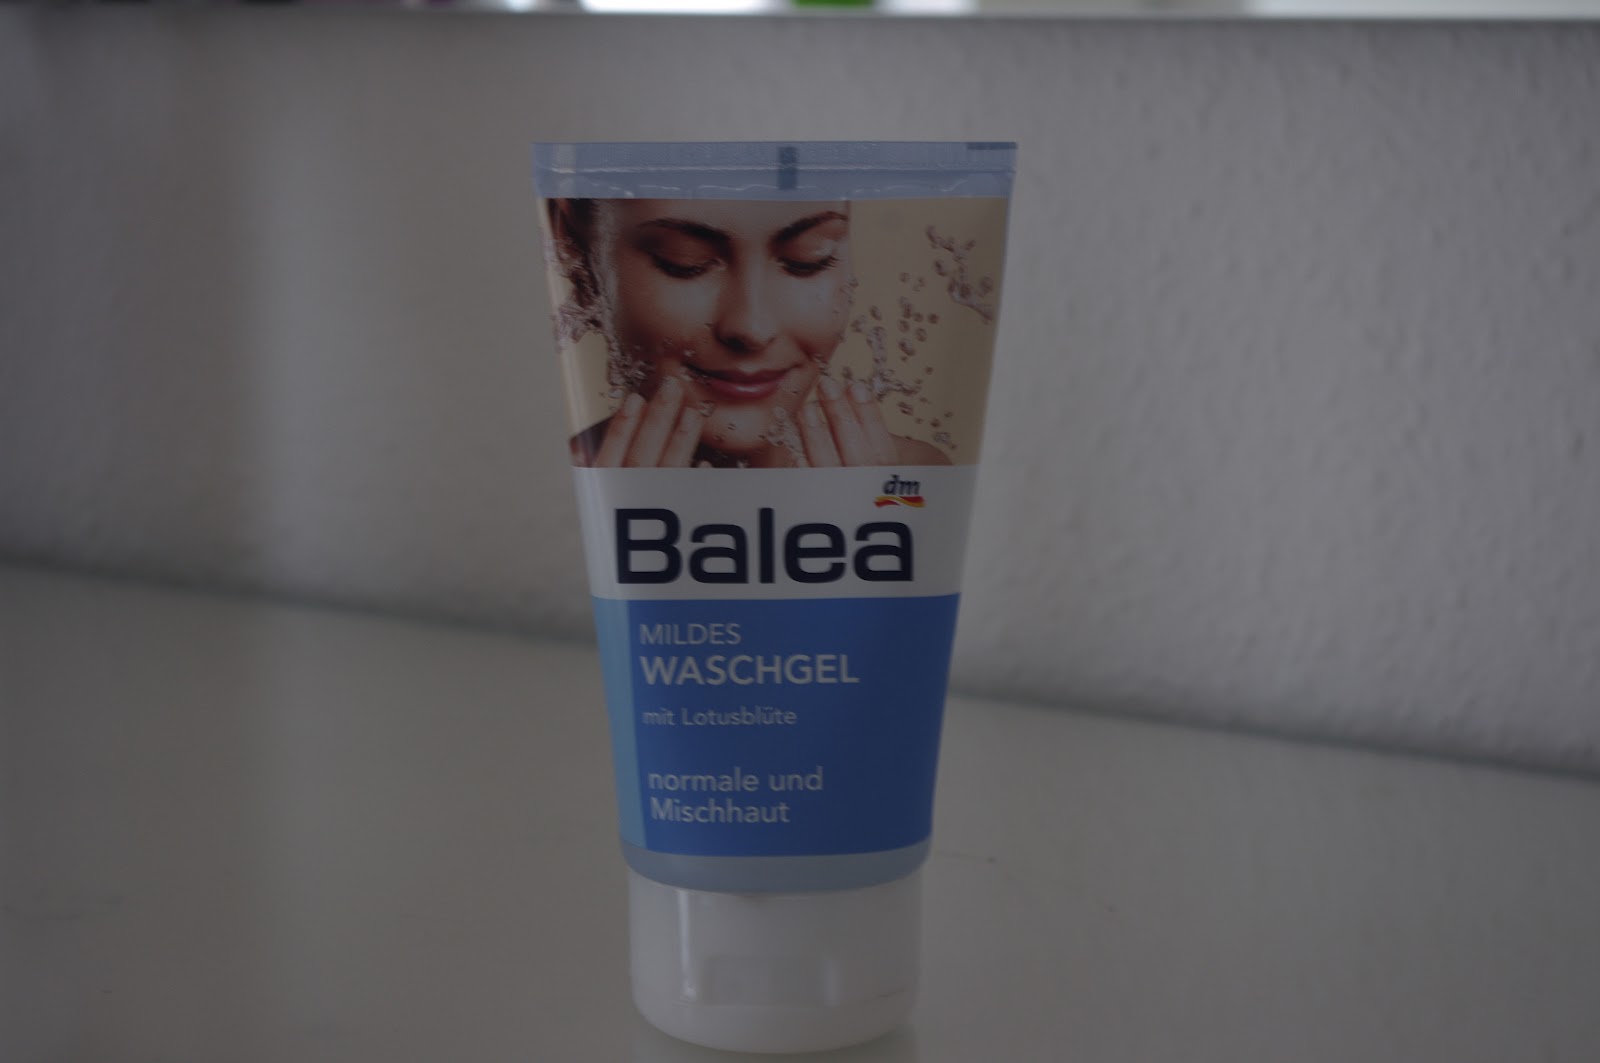 dm
Balea
MILDES
WASCHGEL
mit Lotusblüte
normale und
Mischhaut